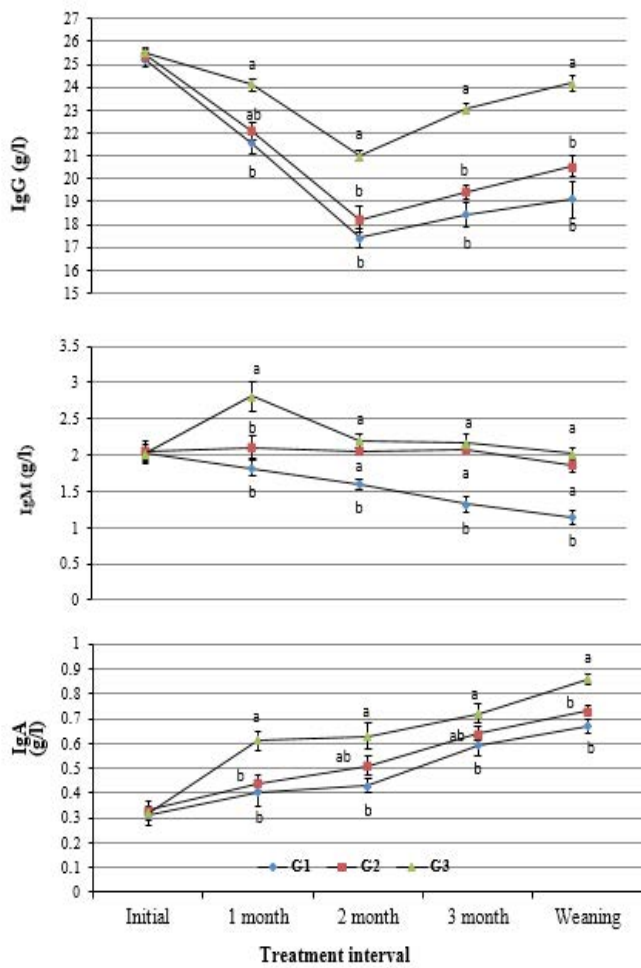 27
26
25
24
23
22
21
20
19
18
17
16
15
IgG (g/l)
a
ab
b
a
b
b
a
b
b
a
b
b
3.5
3
2.5
2
1.5
1
0.5
0
IgM (g/l)
a
b
b
a
a
b
a
a
b
a
a
b
1
0.9
0.8
0.7
0.6
0.5
0.4
0.3
0.2
0.1
0
IgA
(g/l)
a
b
b
a
ab
b
a
ab
b
a
b
b
G1 G2 G3
Initial 1 month 2 month 3 month Weaning
Treatment interval